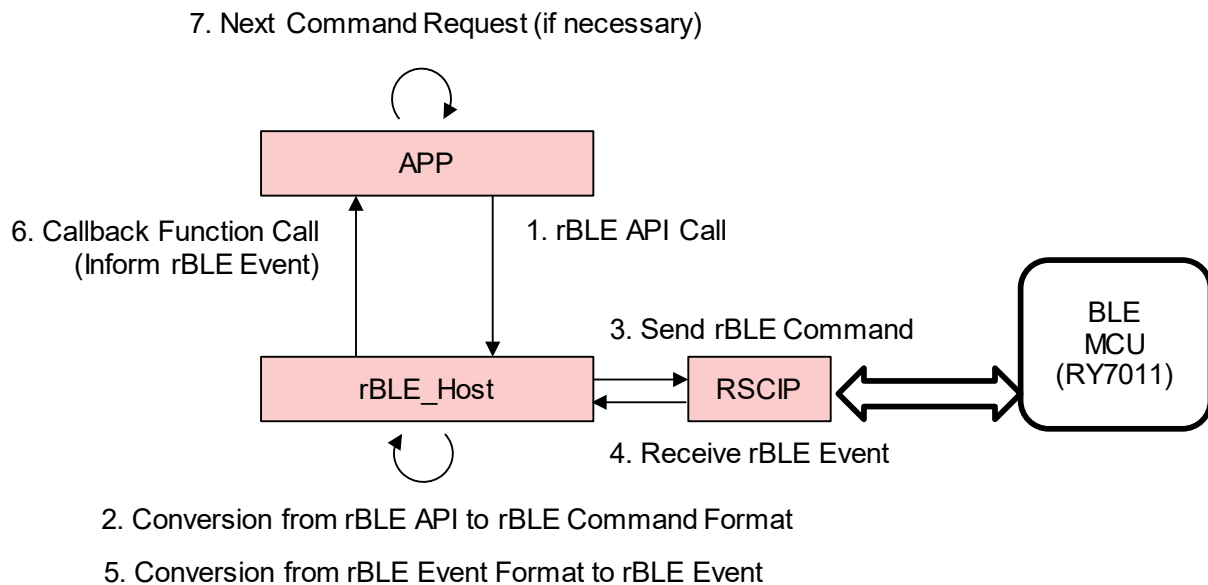 7. Next Command Request (if necessary)
APP
6. Callback Function Call
(Inform rBLE Event)
1. rBLE API Call
3. Send rBLE Command
BLE
MCU
(RY7011)
rBLE_Host
RSCIP
4. Receive rBLE Event
2. Conversion from rBLE API to rBLE Command Format
5. Conversion from rBLE Event Format to rBLE Event